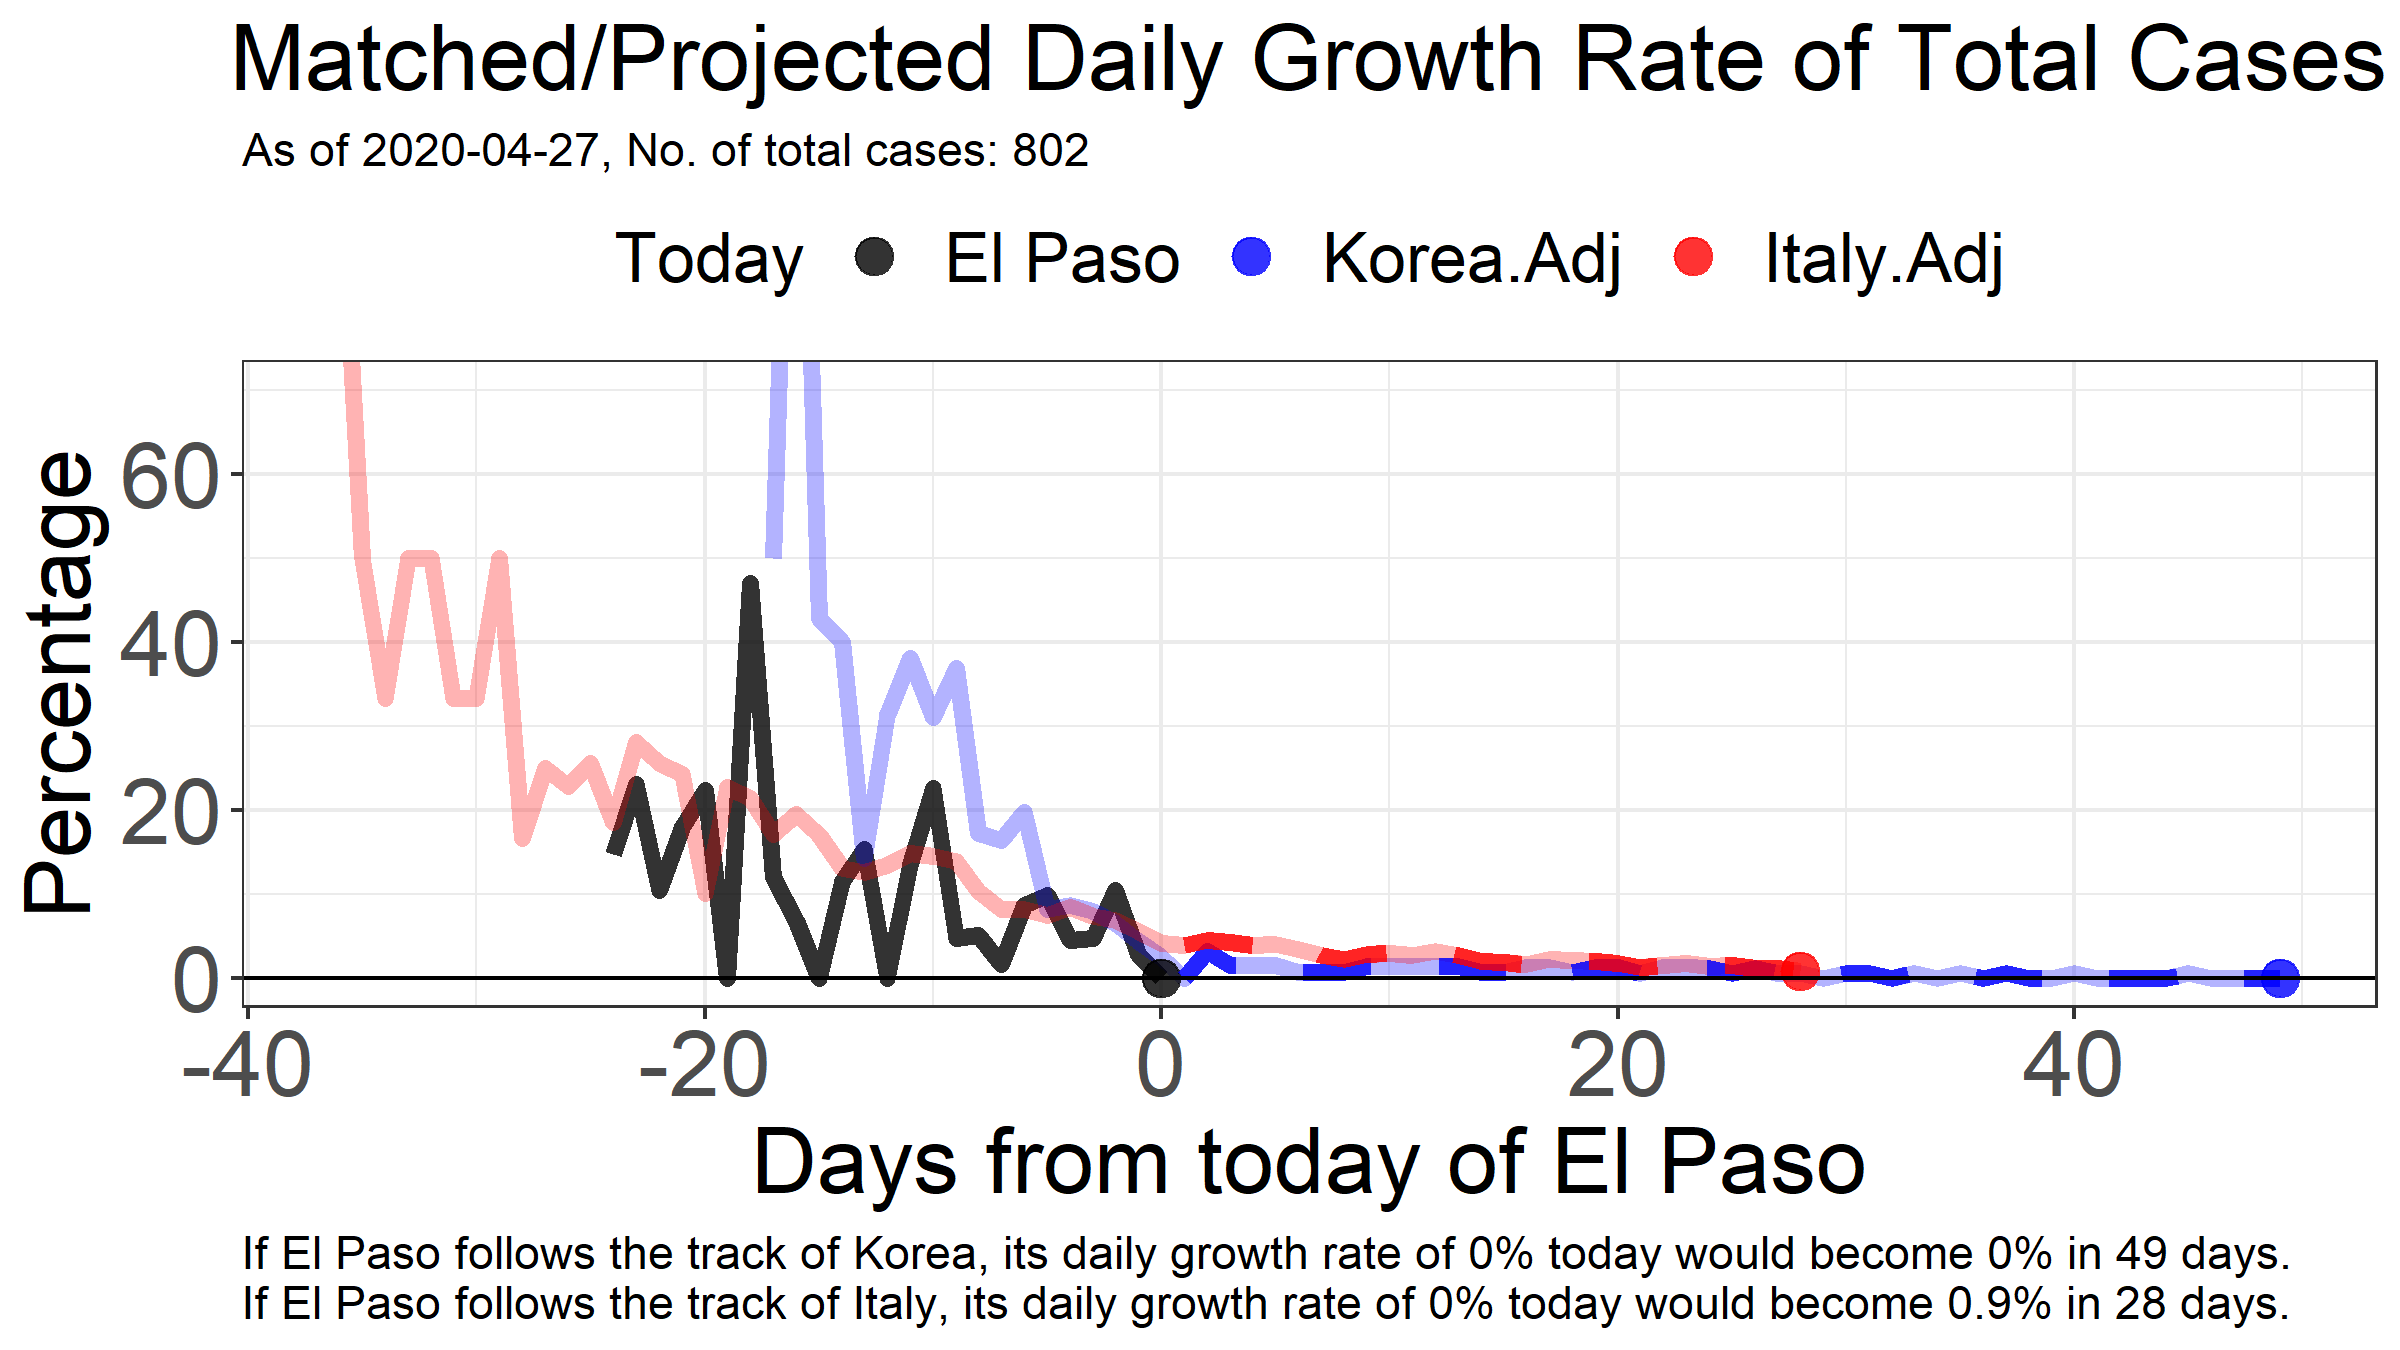 Matched/Projected Daily Growth Rate of Total Cases
As of 2020-04-27, No. of total cases: 802
Today El Paso Korea.Adj Italy.Adj
Percentage
60
40
20
0
-40 -20 0 20 40
Days from today of El Paso
If El Paso follows the track of Korea, its daily growth rate of 0% today would become 0% in 49 days.
If El Paso follows the track of Italy, its daily growth rate of 0% today would become 0.9% in 28 days.